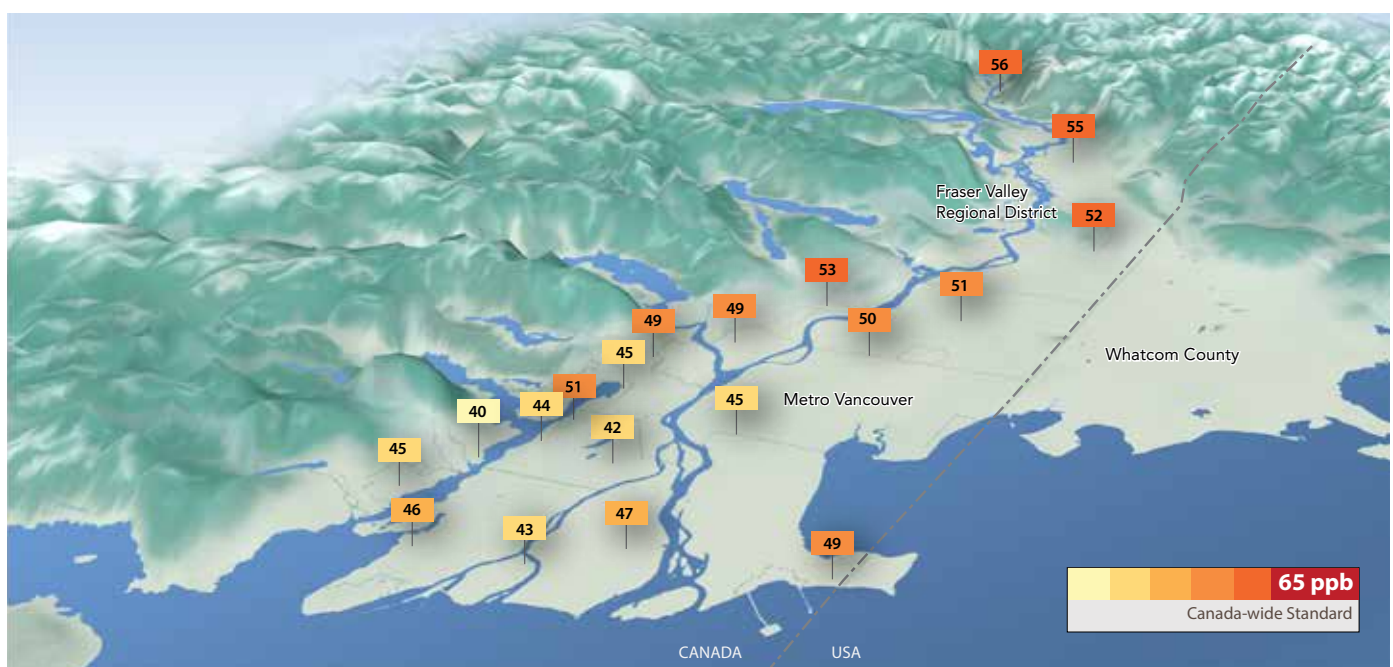 56
55
Fraser Valley
Regional District
52
53
51
49
50
49
45
Whatcom County
51
45
Metro Vancouver
44
40
42
45
46
47
43
49
65 ppb
Canada-wide Standard
CANADA
USA